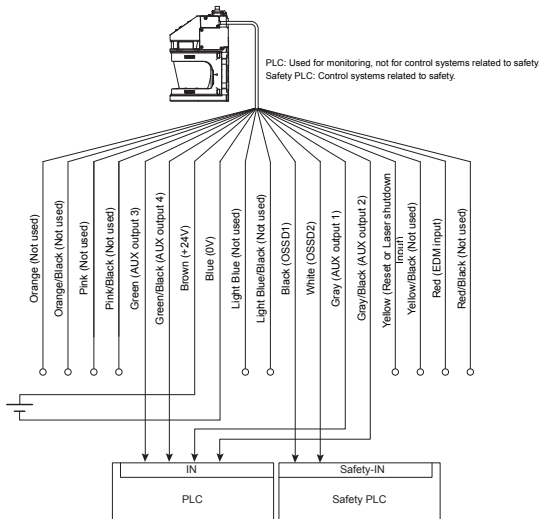 PLC: Used for monitoring, not for control systems related to safety
Safety PLC: Control systems related to safety.
Orange (Not used)
Orange/Black (Not used)
Pink (Not used)
Pink/Black (Not used)
Green (AUX output 3)
Green/Black (AUX output 4)
Brown (+24V)
Blue (0V)
Light Blue (Not used)
Light Blue/Black (Not used)
Black (OSSD1)
White (OSSD2)
Gray (AUX output 1)
Gray/Black (AUX output 2)
Yellow (Reset or Laser shutdown
Input)
Yellow/Black (Not used)
Red (EDM input)
Red/Black (Not used)
IN
Safety-IN
PLC
Safety PLC